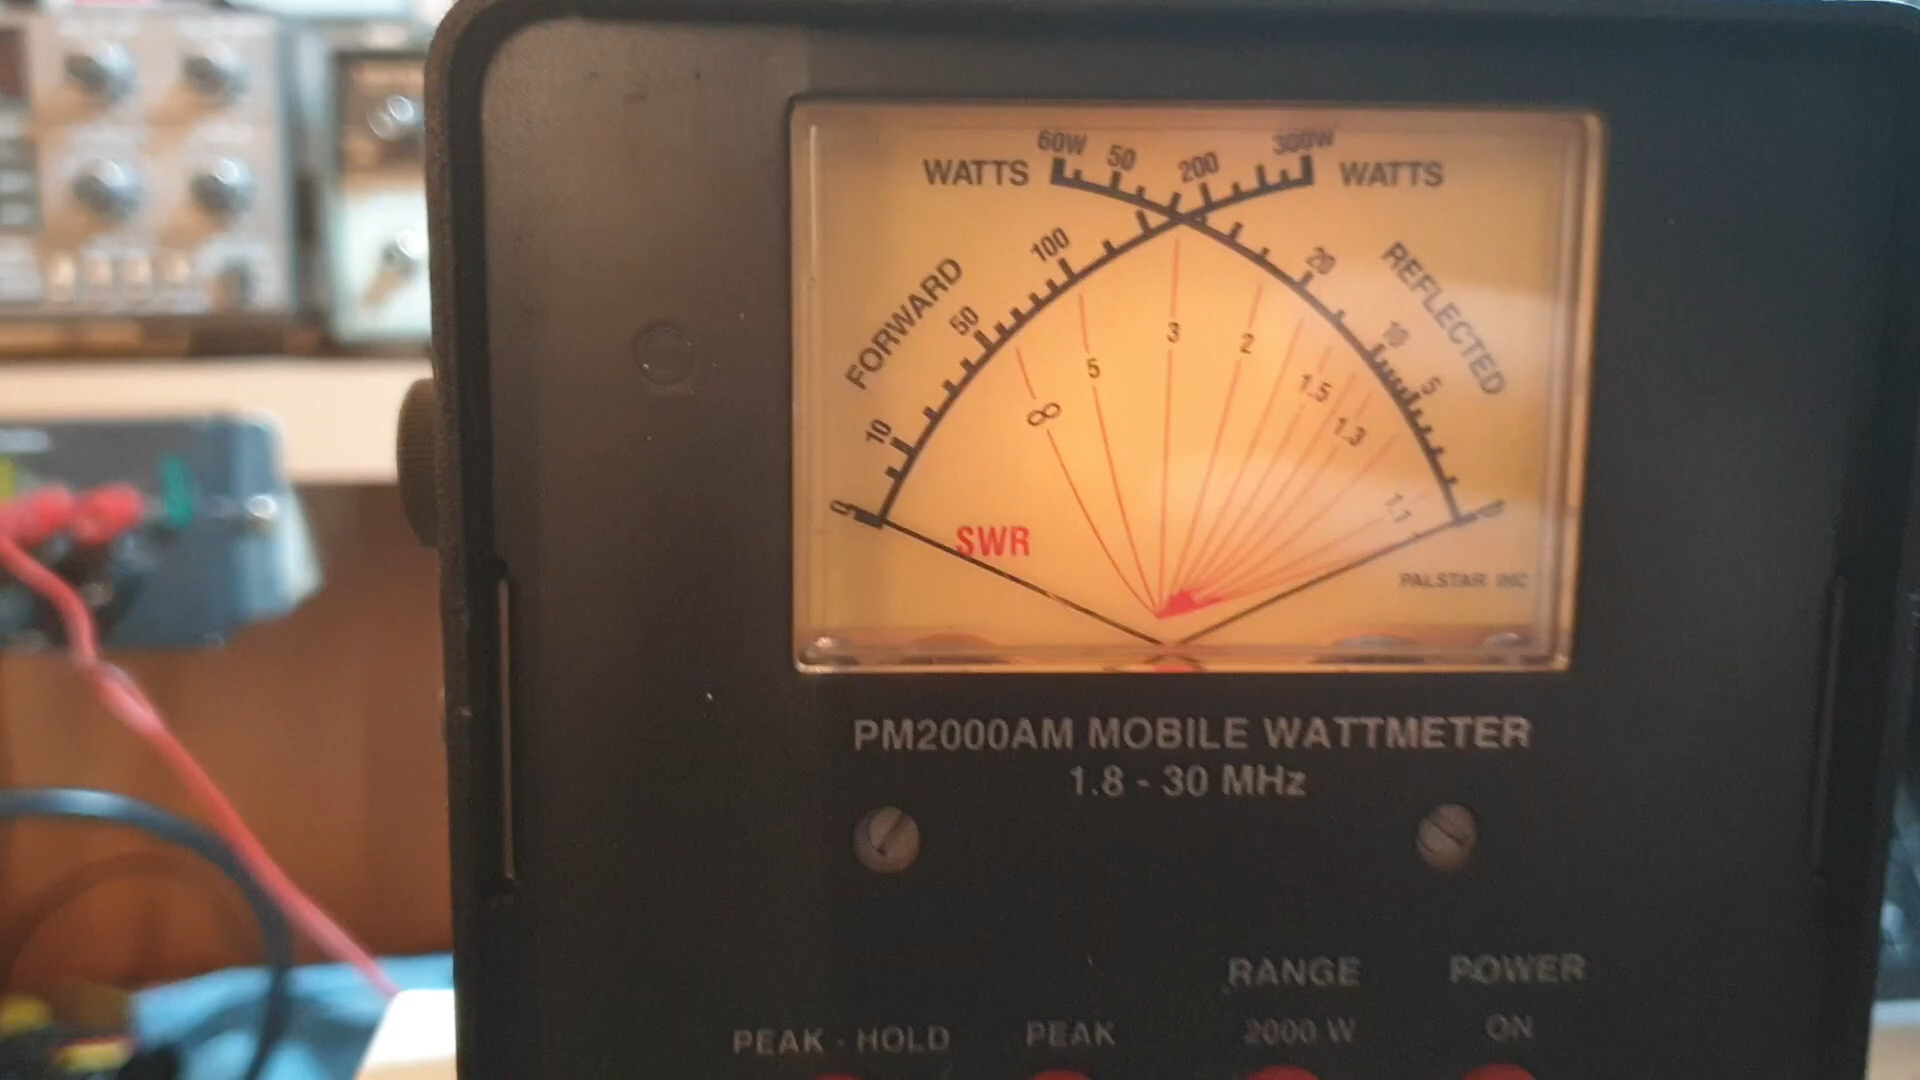 60W 50 200 300W
WATTS WATTS
100 20
FORWARD REFLECTED
50 3 2 10
5 1.5 5
10 ∞ 1.3
0 1.1 0
SWR
PALSTAR INC
PM2000AM MOBILE WATTMETER
1.8 - 30 MHz
RANGE POWER
PEAK - HOLD PEAK 2000 W ON